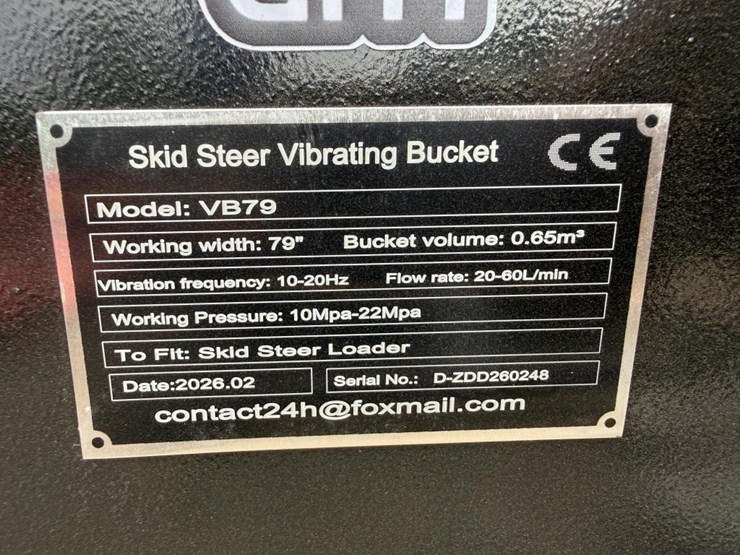 Skid Steer Vibrating Bucket CE
Model: VB79
Working width: 79" Bucket volume: 0.65m³
Vibration frequency: 10-20Hz Flow rate: 20-60L/min
Working Pressure: 10Mpa-22Mpa
To Fit: Skid Steer Loader
Date:2026.02 Serial No.: D-ZDD260248
contact24h@foxmail.com